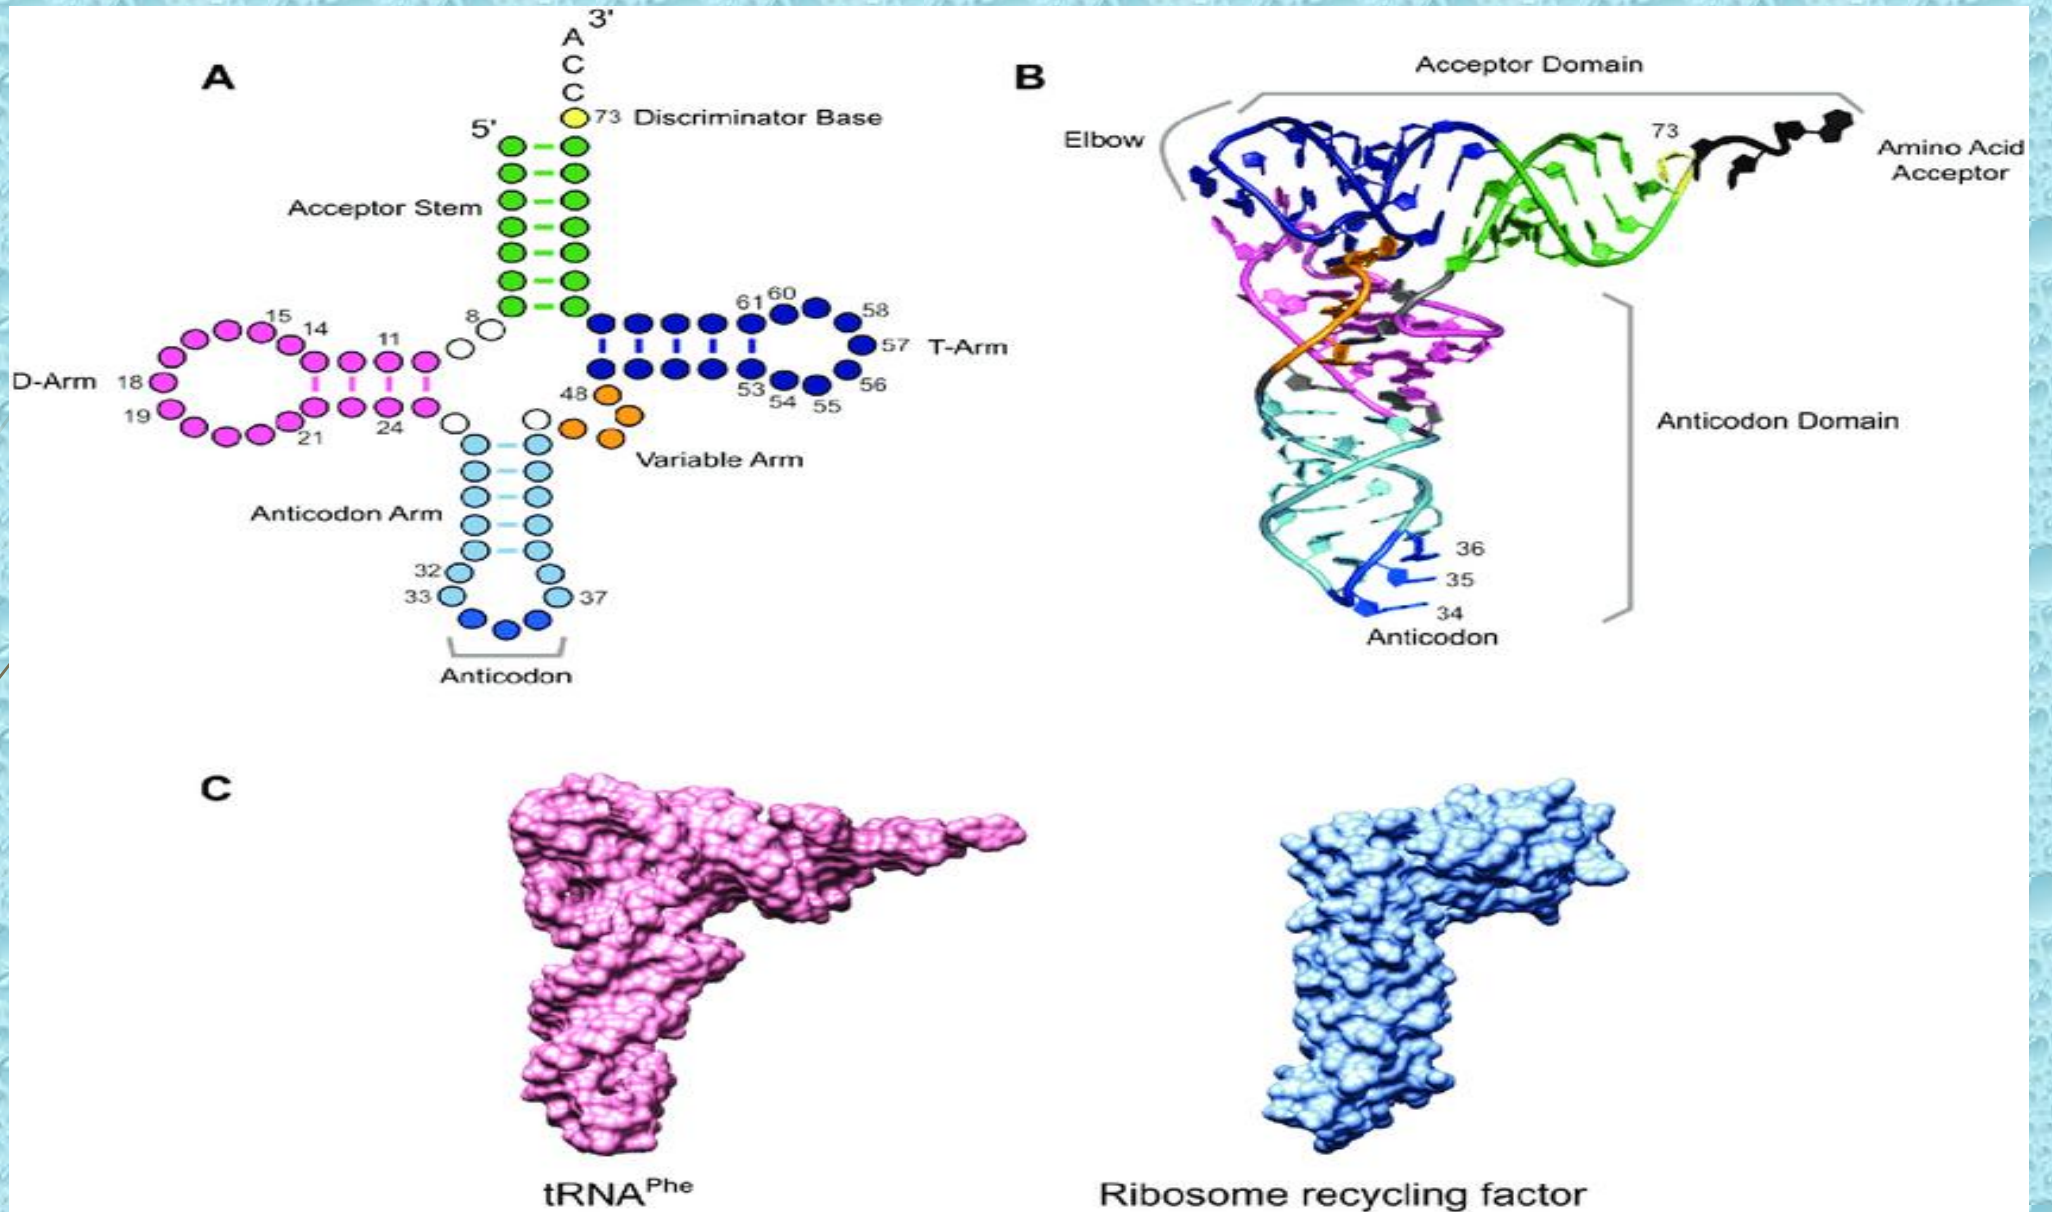 A
3'
A
C
C
73 Discriminator Base
5'
Acceptor Stem
8
15
14
11
D-Arm
18
19
21
24
61
60
58
57
T-Arm
56
55
54
53
48
Variable Arm
Anticodon Arm
32
33
37
Anticodon
B
Acceptor Domain
Elbow
73
Amino Acid
Acceptor
Anticodon Domain
36
35
34
Anticodon
C
tRNAPhe
Ribosome recycling factor